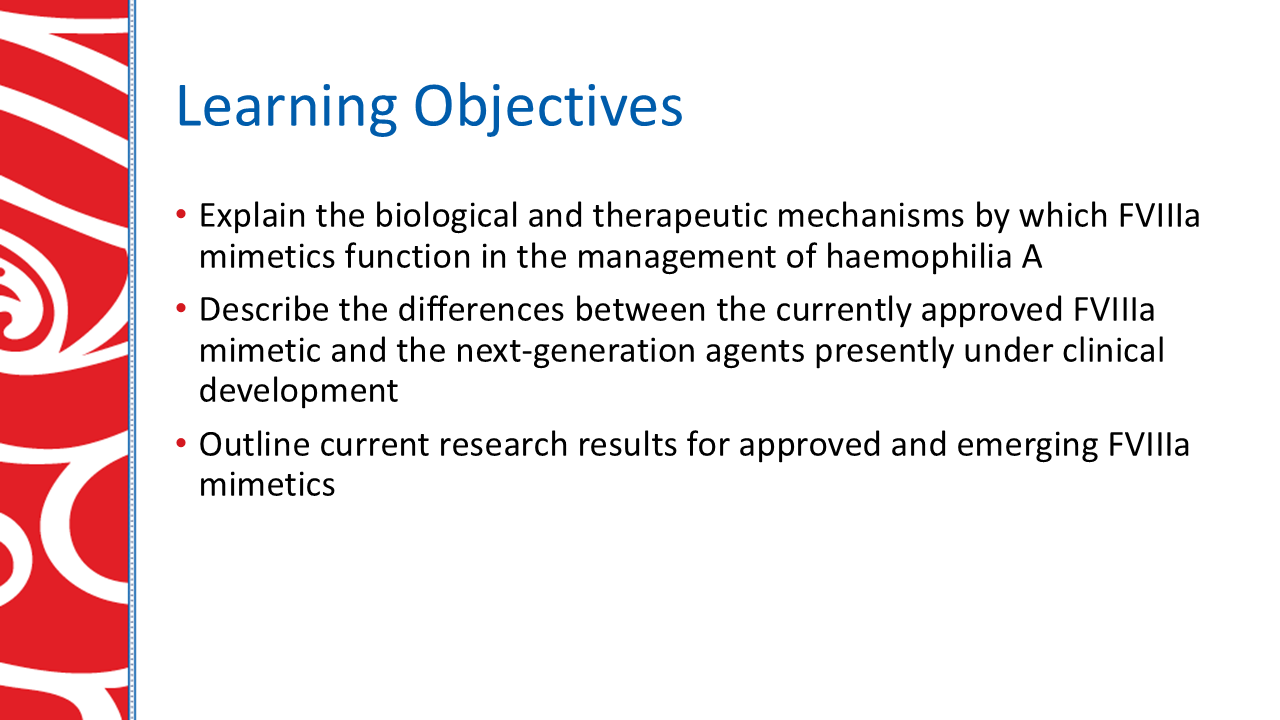 Learning Objectives
• Explain the biological and therapeutic mechanisms by which FVIIIa
mimetics function in the management of haemophilia A
• Describe the differences between the currently approved FVIIIa
mimetic and the next-generation agents presently under clinical
development
• Outline current research results for approved and emerging FVIIIa
mimetics